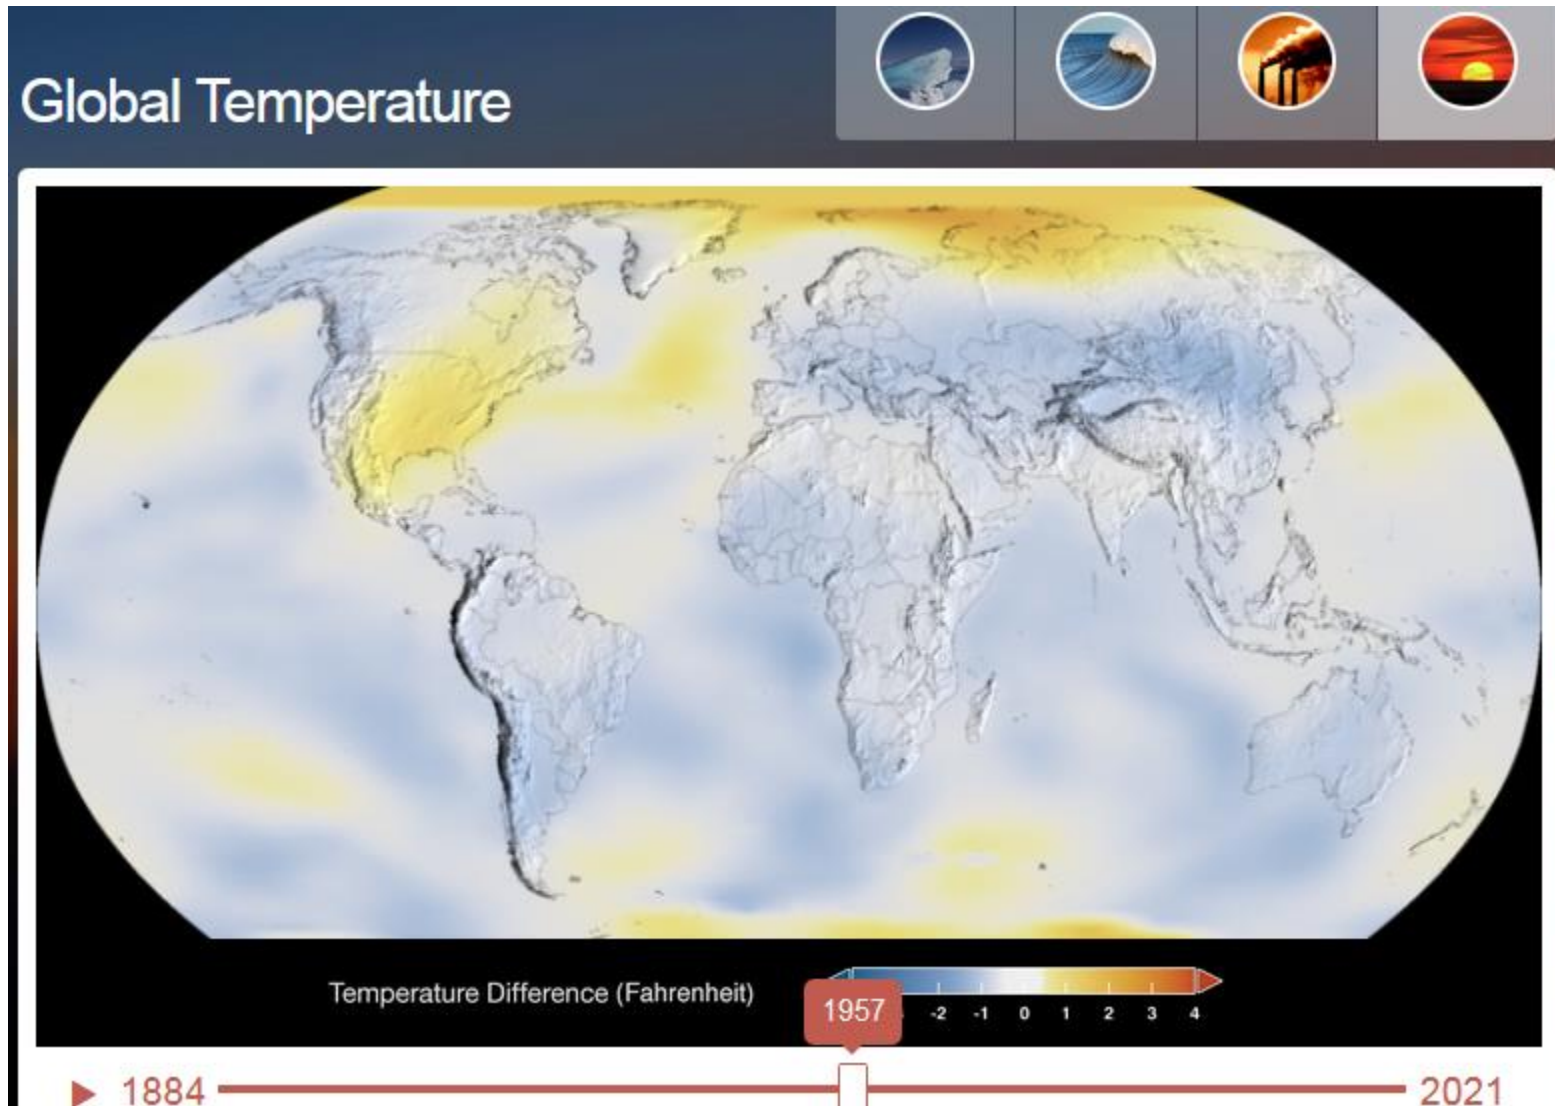 Global Temperature
Temperature Difference (Fahrenheit)
1957
-2 -1 0 1 2 3 4
1884
2021